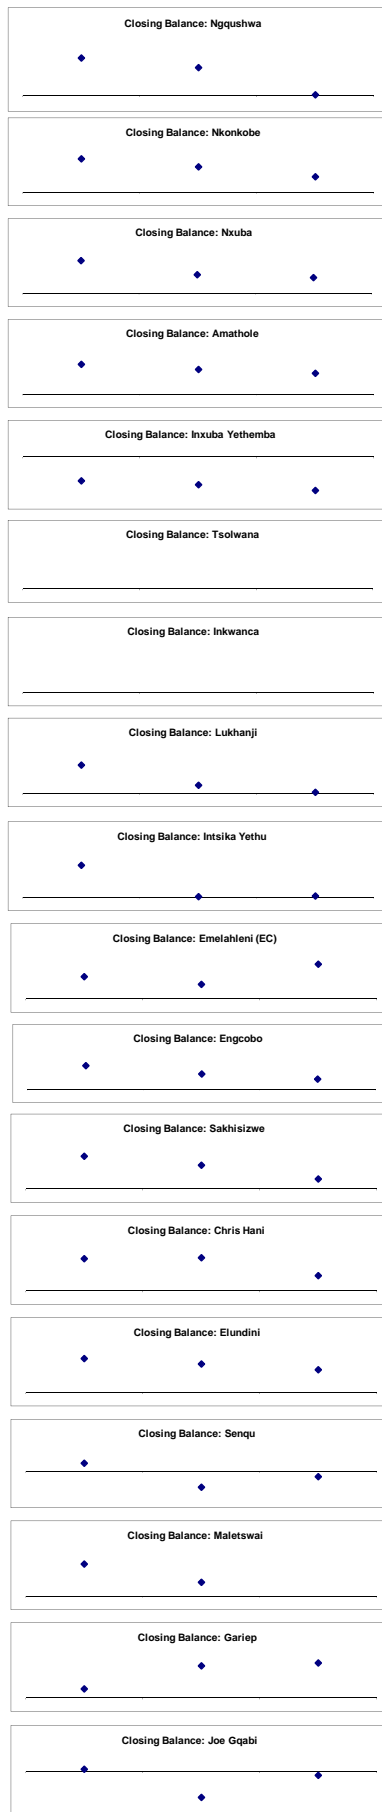 Closing Balance: Ngqushwa
Closing Balance: Nkonkobe
Closing Balance: Nxuba
Closing Balance: Amathole
Closing Balance: Inxuba Yethemba
Closing Balance: Tsolwana
Closing Balance: Inkwanca
Closing Balance: Lukhanji
Closing Balance: Intsika Yethu
Closing Balance: Emelahleni (EC)
Closing Balance: Engcobo
Closing Balance: Sakhisizwe
Closing Balance: Chris Hani
Closing Balance: Elundini
Closing Balance: Senqu
Closing Balance: Maletswai
Closing Balance: Gariep
Closing Balance: Joe Gqabi